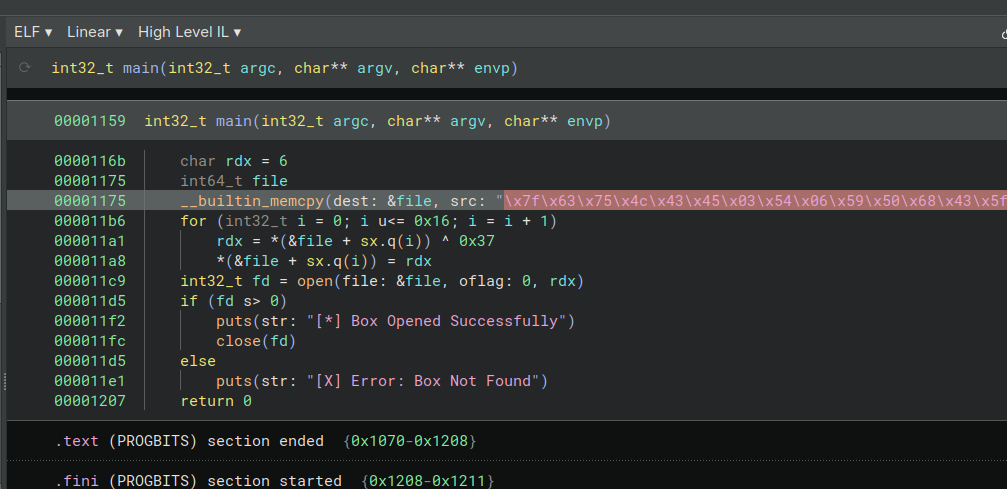 ELF ▾ Linear ▾ High Level IL ▾
int32_t main(int32_t argc, char** argv, char** envp)
00001159 int32_t main(int32_t argc, char** argv, char** envp)
0000116b char rdx = 6
00001175 int64_t file
00001175 __builtin_memcpy(dest: &file, src: "\x7f\x63\x75\x4c\x43\x45\x03\x54\x06\x59\x50\x68\x43\x5f
000011b6 for (int32_t i = 0; i u<= 0x16; i = i + 1)
000011a1 rdx = *(&file + sx.q(i)) ^ 0x37
000011a8 *(&file + sx.q(i)) = rdx
000011c9 int32_t fd = open(file: &file, oflag: 0, rdx)
000011d5 if (fd s> 0)
000011f2 puts(str: "[*] Box Opened Successfully")
000011fc close(fd)
000011d5 else
000011e1 puts(str: "[X] Error: Box Not Found")
00001207 return 0
.text (PROGBITS) section ended {0x1070-0x1208}
.fini (PROGBITS) section started {0x1208-0x1211}